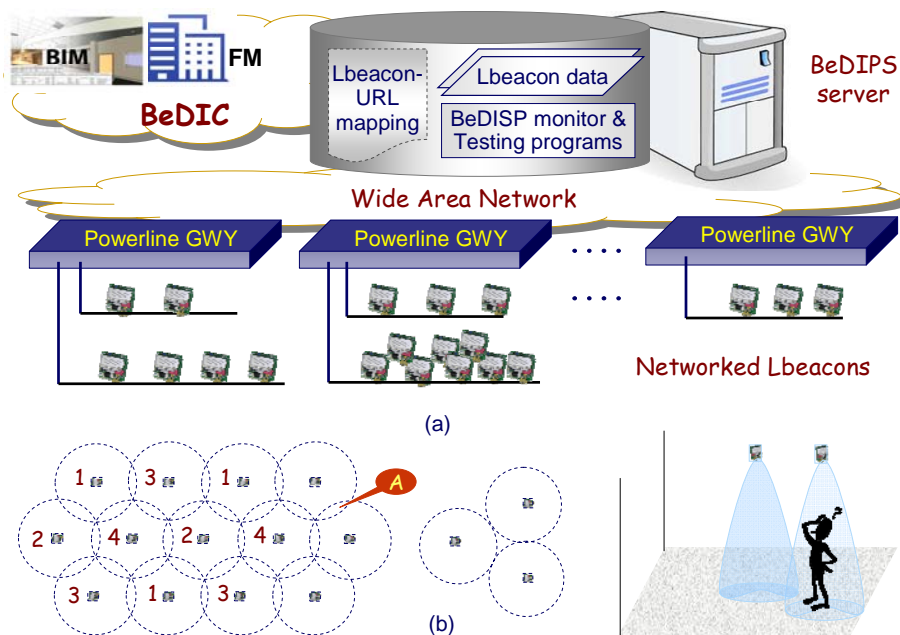 BIM
FM
BeDIC
Lbeacon-
URL
mapping
Lbeacon data
BeDISP monitor &
Testing programs
BeDIPS
server
Wide Area Network
Powerline GWY
Powerline GWY
. . . .
Powerline GWY
. . . .
Networked Lbeacons
(a)
1
3
1
A
2
4
2
4
3
1
3
(b)
?